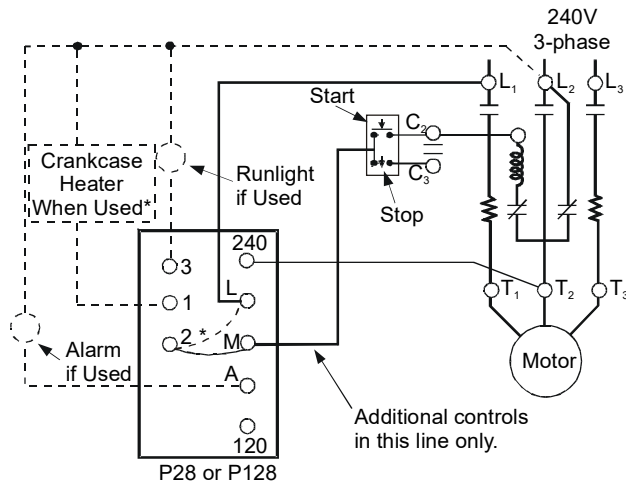 240V
3-phase
L1
L2
L3
Start
C2
C3
Stop
Crankcase
Heater
When Used*
Runlight
if Used
240
3
L
1
2 *
M
A
120
Alarm
if Used
T1
T2
T3
Motor
Additional controls
in this line only.
P28 or P128